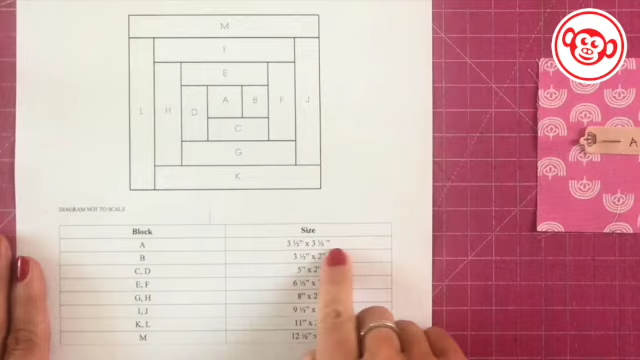 M
I
E
L H D A B F J
C
G
K
A
DIAGRAM NOT TO SCALE
Block Size
A 3 ½" x 3 ½"
B 3 ½" x 2"
C, D 5" x 2"
E, F 6 ½" x
G, H 8" x 2
I, J 9 ½" x
K, L 11" x
M 12 ½" x